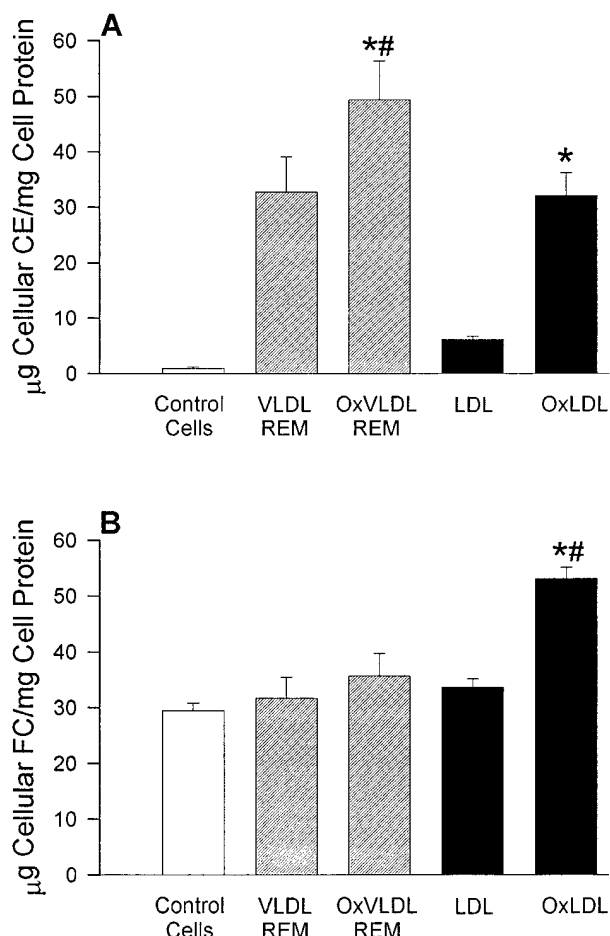 A
μg Cellular CE/mg Cell Protein
60
50
40
30
20
10
0
*#
*
Control VLDL OxVLDL LDL OxLDL
Cells REM REM
B
μg Cellular FC/mg Cell Protein
60
50
40
30
20
10
0
*#
Control VLDL OxVLDL LDL OxLDL
Cells REM REM